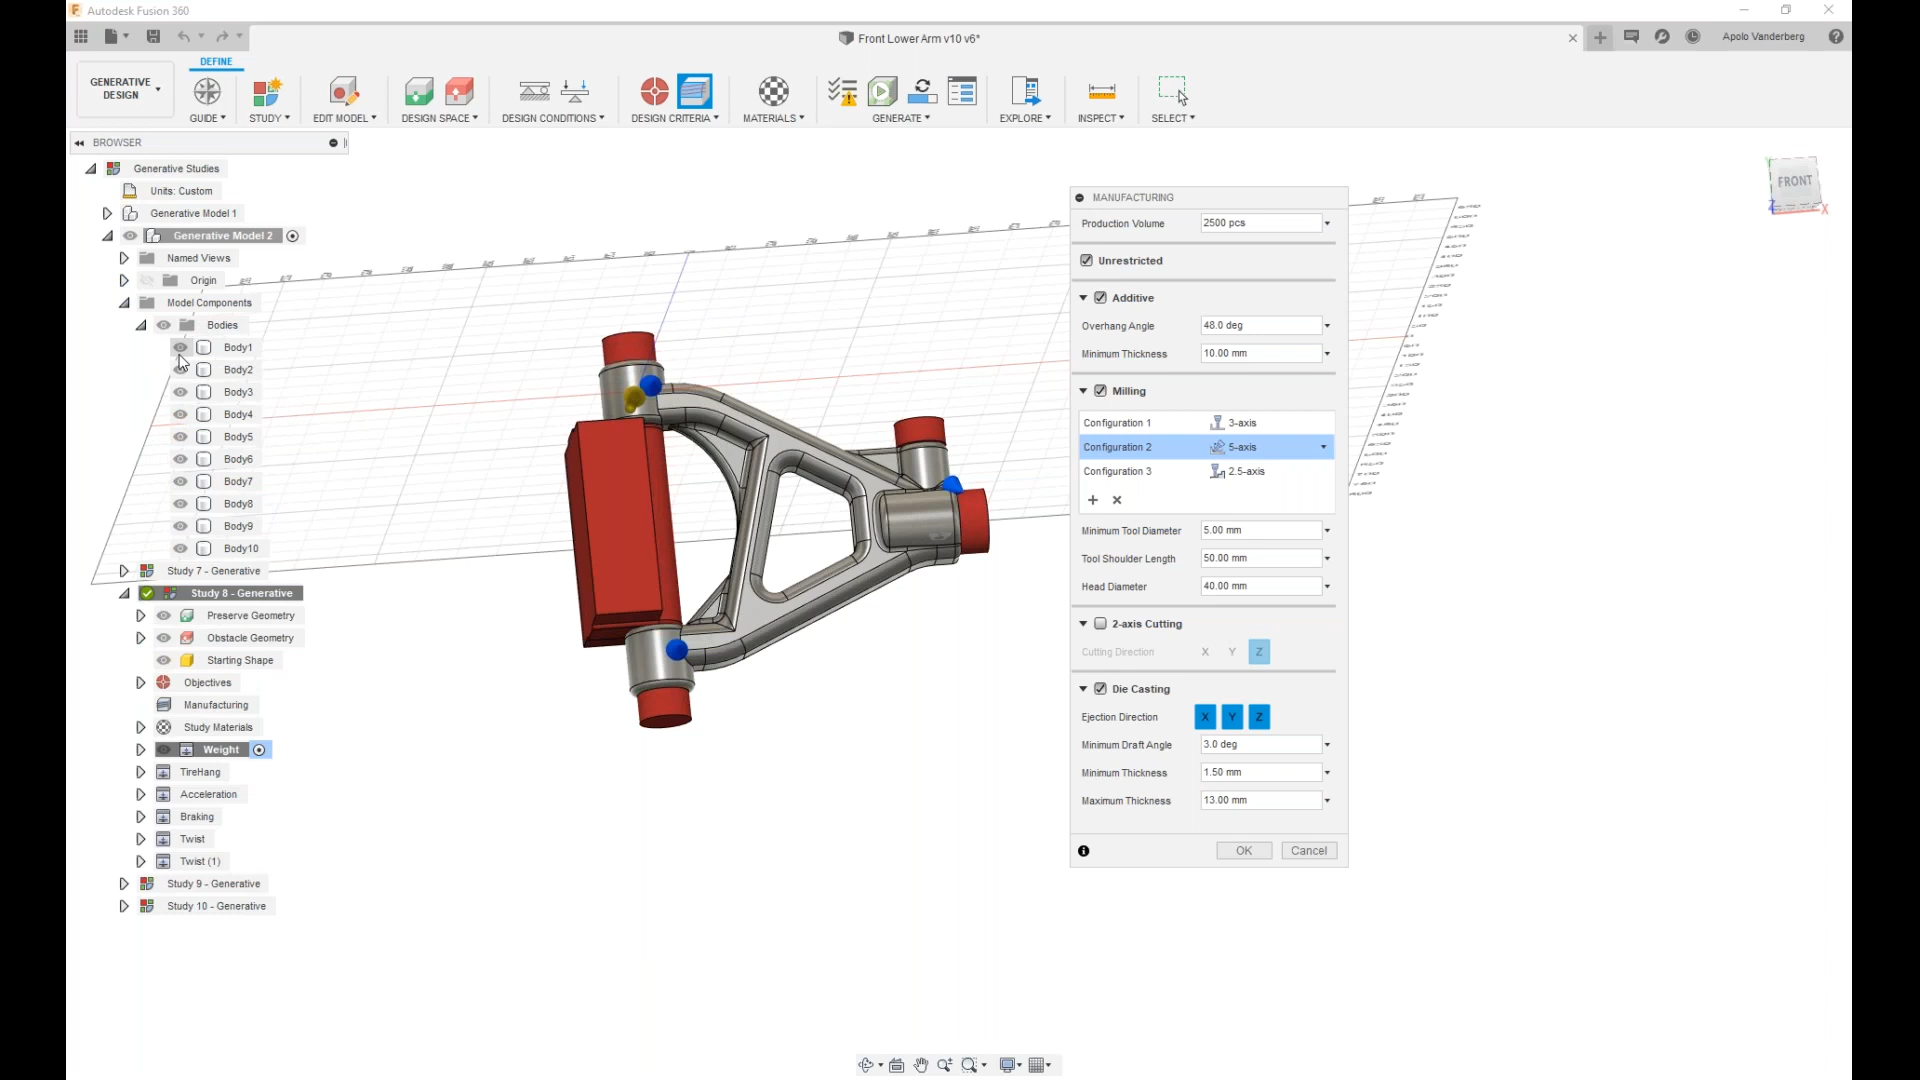 Autodesk Fusion 360
Front Lower Arm v10 v6*
Apolo Vanderberg
GENERATIVE DESIGN
DEFINE
GUIDE
STUDY
EDIT MODEL
DESIGN SPACE
DESIGN CONDITIONS
DESIGN CRITERIA
MATERIALS
GENERATE
EXPLORE
INSPECT
SELECT
BROWSER
Generative Studies
Units: Custom
Generative Model 1
Generative Model 2
Named Views
Origin
Model Components
Bodies
Body1
Body2
Body3
Body4
Body5
Body6
Body7
Body8
Body9
Body10
Study 7 - Generative
Study 8 - Generative
Preserve Geometry
Obstacle Geometry
Starting Shape
Objectives
Manufacturing
Study Materials
Weight
TireHang
Acceleration
Braking
Twist
Twist (1)
Study 9 - Generative
Study 10 - Generative
MANUFACTURING
Production Volume 2500 pcs
Unrestricted
Additive
Overhang Angle 48.0 deg
Minimum Thickness 10.00 mm
Milling
Configuration 1 3-axis
Configuration 2 5-axis
Configuration 3 2.5-axis
Minimum Tool Diameter 5.00 mm
Tool Shoulder Length 50.00 mm
Head Diameter 40.00 mm
2-axis Cutting
Cutting Direction X Y Z
Die Casting
Ejection Direction X Y Z
Minimum Draft Angle 3.0 deg
Minimum Thickness 1.50 mm
Maximum Thickness 13.00 mm
OK Cancel
FRONT
Z X